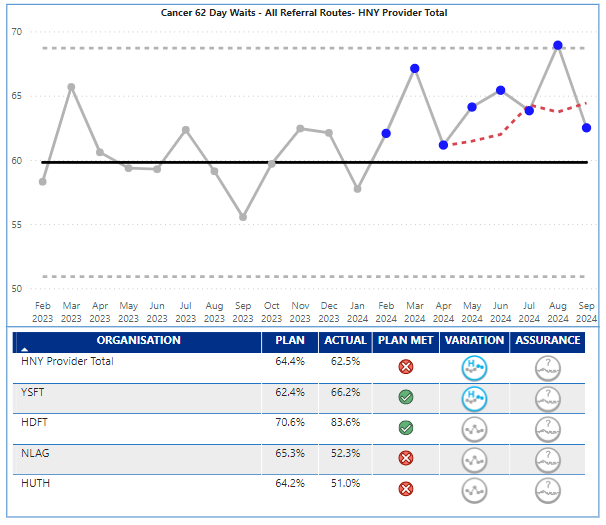 Cancer 62 Day Waits - All Referral Routes- HNY Provider Total
70
65
60
55
50
Feb Mar Apr May Jun Jul Aug Sep Oct Nov Dec Jan Feb Mar Apr May Jun Jul Aug Sep
2023 2023 2023 2023 2023 2023 2023 2023 2023 2023 2023 2024 2024 2024 2024 2024 2024 2024 2024 2024
ORGANISATION PLAN ACTUAL PLAN MET VARIATION ASSURANCE
HNY Provider Total 64.4% 62.5% H ?
YSFT 62.4% 66.2% H ?
HDFT 70.6% 83.6% ?
NLAG 65.3% 52.3% ?
HUTH 64.2% 51.0% ?